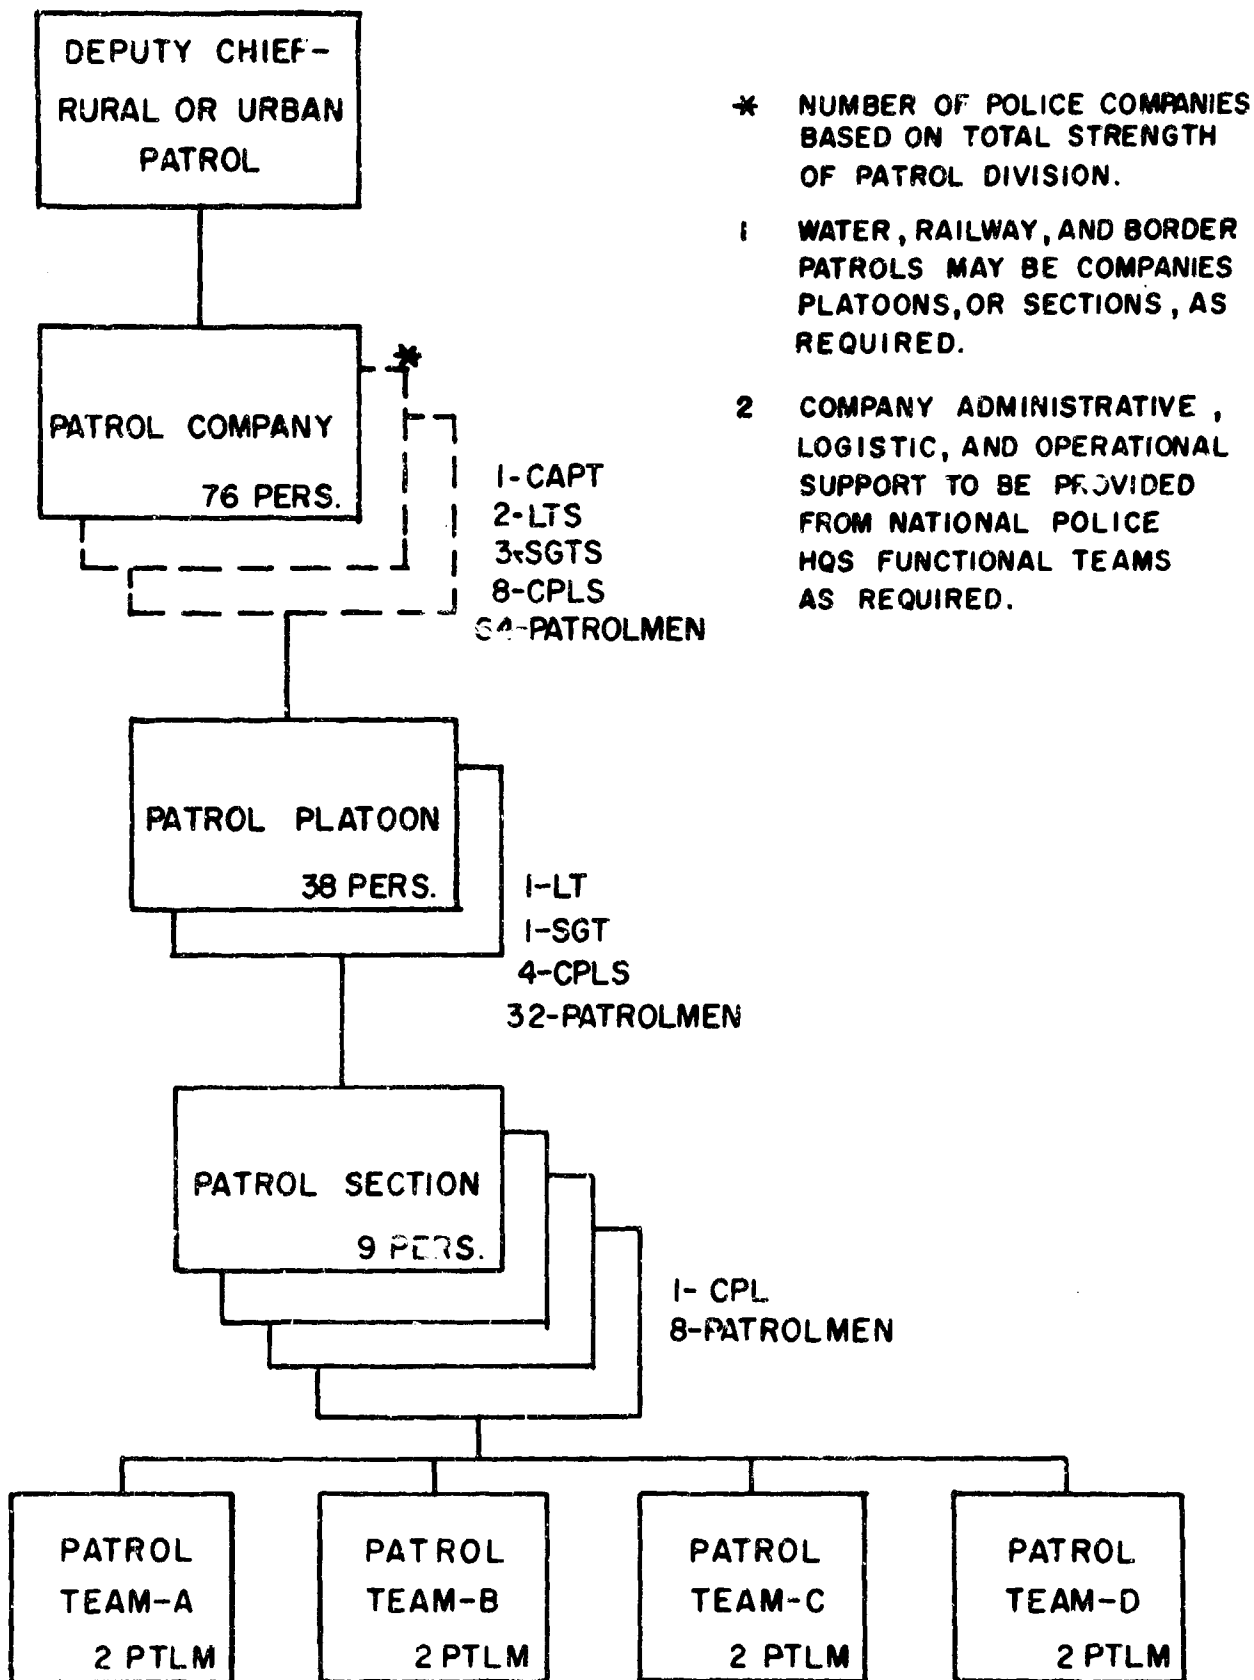 DEPUTY CHIEF-
RURAL OR URBAN
PATROL
* NUMBER OF POLICE COMPANIES
BASED ON TOTAL STRENGTH
OF PATROL DIVISION.
1 WATER, RAILWAY, AND BORDER
PATROLS MAY BE COMPANIES
PLATOONS, OR SECTIONS, AS
REQUIRED.
2 COMPANY ADMINISTRATIVE,
LOGISTIC, AND OPERATIONAL
SUPPORT TO BE PROVIDED
FROM NATIONAL POLICE
HQS FUNCTIONAL TEAMS
AS REQUIRED.
*
PATROL COMPANY
76 PERS.
1-CAPT
2-LTS
3-SGTS
8-CPLS
64-PATROLMEN
PATROL PLATOON
38 PERS.
1-LT
1-SGT
4-CPLS
32-PATROLMEN
PATROL SECTION
9 PERS.
1- CPL
8-PATROLMEN
PATROL
TEAM-A
2 PTLM
PATROL
TEAM-B
2 PTLM
PATROL
TEAM-C
2 PTLM
PATROL
TEAM-D
2 PTLM